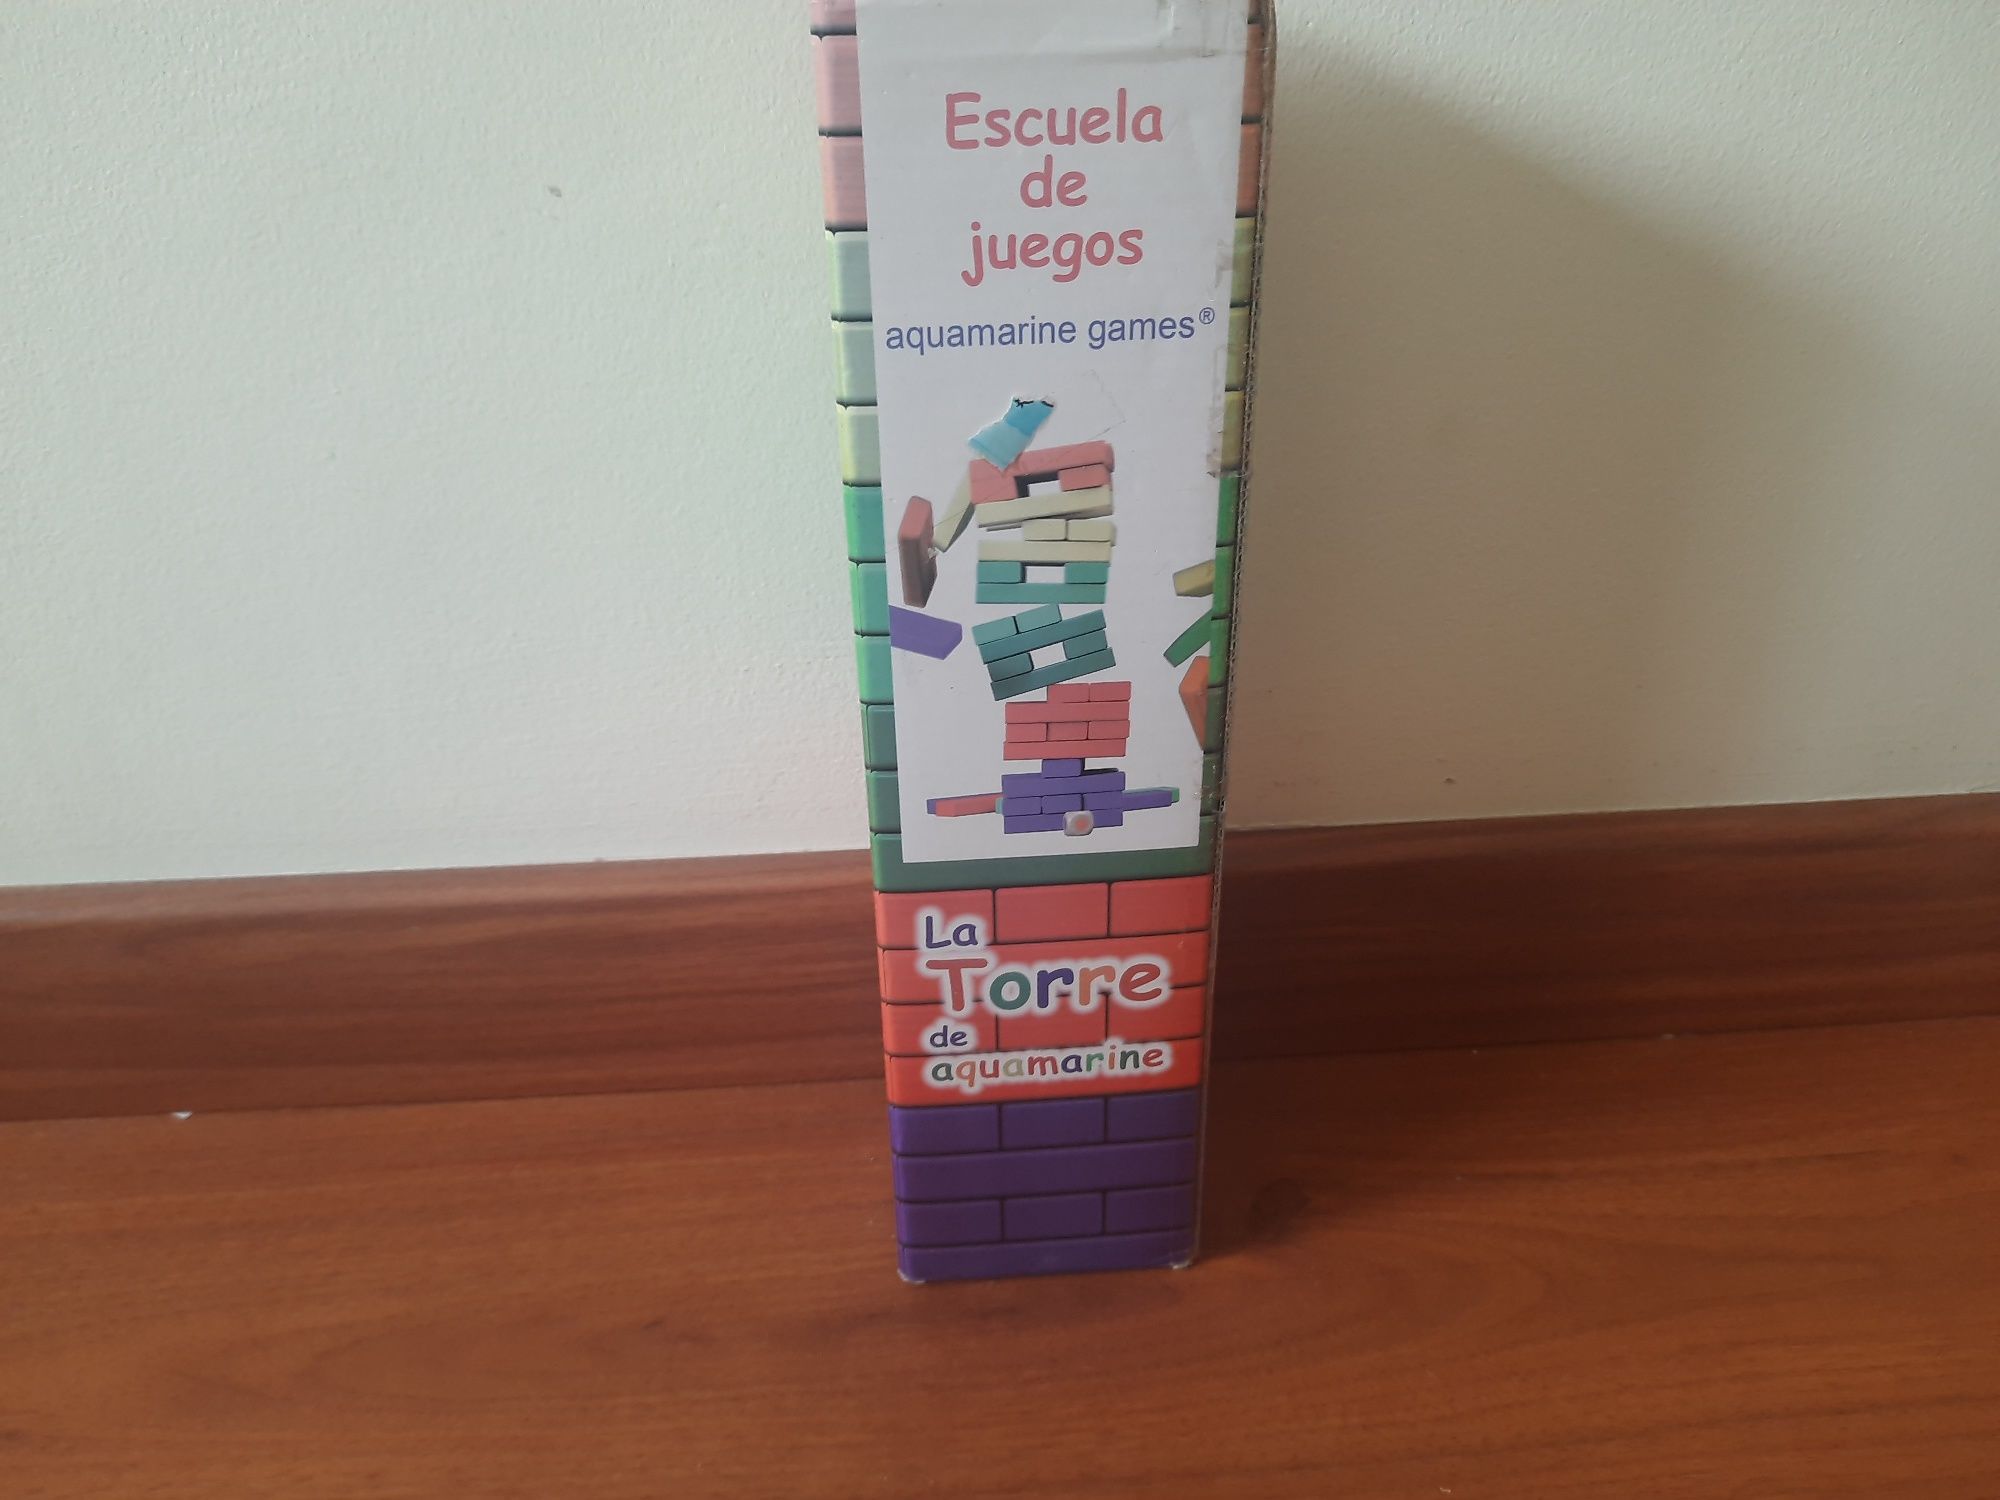 Escuela
de
juegos
aquamarine games®
La
Torre
de
aquamarine